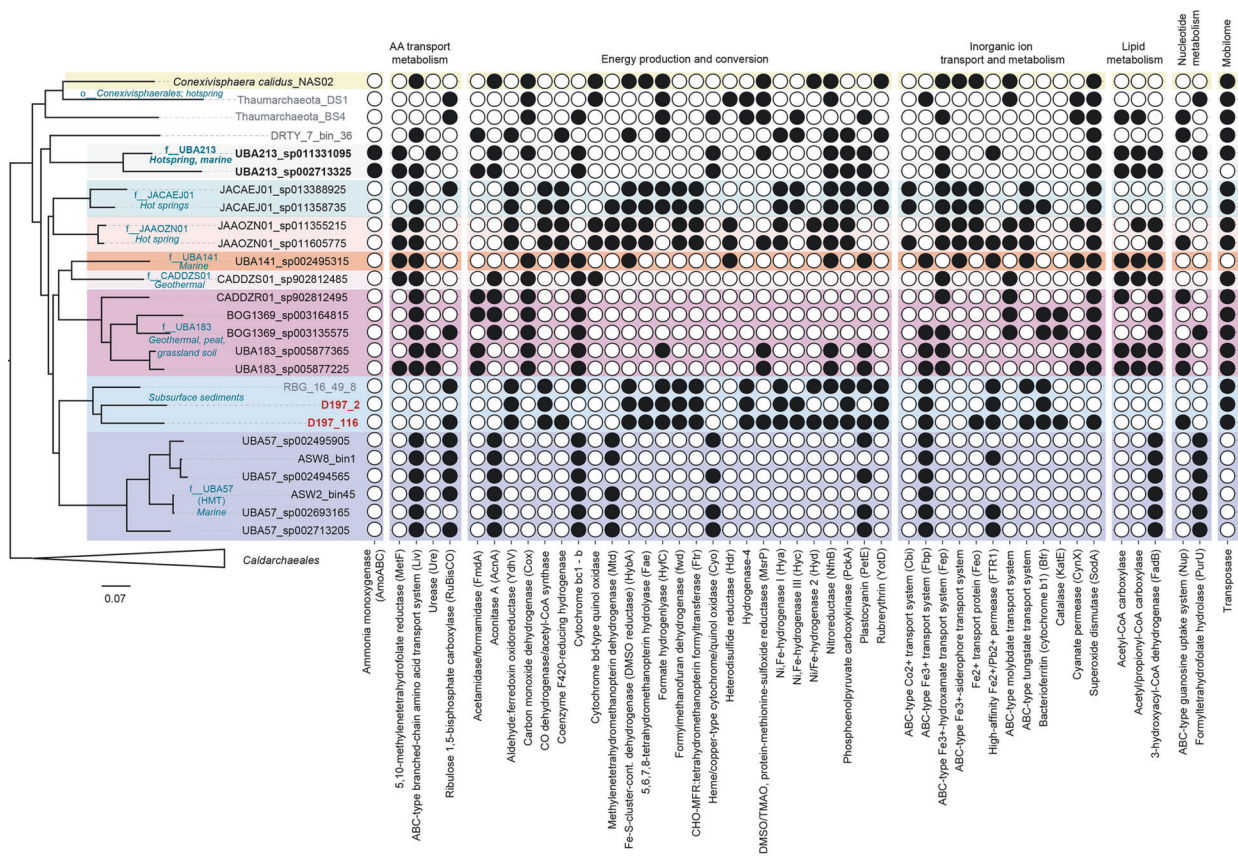 AA transport
metabolism
Energy production and conversion
Inorganic ion
transport and metabolism
Lipid
metabolism
Nucleotide
metabolism
Mobilome
Conexivisphaera calidus_NAS02
o__Conexivisphaerales; hotspring
Thaumarchaeota_DS1
Thaumarchaeota_BS4
DRTY_7_bin_36
f__UBA213
Hotspring, marine
UBA213_sp011331095
UBA213_sp002713325
f__JACAEJ01
Hot springs
JACAEJ01_sp013388925
JACAEJ01_sp011358735
f__JAAOZN01
Hot spring
JAAOZN01_sp011355215
JAAOZN01_sp011605775
f__UBA141
Marine
UBA141_sp002495315
f__CADDZS01
Geothermal
CADDZS01_sp902812485
CADDZR01_sp902812495
BOG1369_sp003164815
f__UBA183
Geothermal, peat,
grassland soil
BOG1369_sp003135575
UBA183_sp005877365
UBA183_sp005877225
RBG_16_49_8
Subsurface sediments
D197_2
D197_116
UBA57_sp002495905
ASW8_bin1
UBA57_sp002494565
f__UBA57
(HMT)
Marine
ASW2_bin45
UBA57_sp002693165
UBA57_sp002713205
Caldarchaeales
0.07
Ammonia monooxygenase
(AmoABC)
5,10-methylenetetrahydrofolate reductase (MetF)
ABC-type branched-chain amino acid transport (Liv)
Urease (Ure)
Ribulose 1,5-bisphosphate carboxylase (RuBisCO)
Acetamidase/formamidase (FmdA)
Aconitase A (AcnA)
Aldehyde:ferredoxin oxidoreductase (YdhV)
Carbon monoxide dehydrogenase (Cox)
CO dehydrogenase/acetyl-CoA synthase
Coenzyme F420-reducing hydrogenase
Cytochrome bc1 - b
Cytochrome bd-type quinol oxidase
Methylenetetrahydromethanopterin dehydrogenase (Mtd)
Fe-S-cluster-cont. dehydrogenase (DMSO reductase) (HybA)
5,6,7,8-tetrahydromethanopterin hydrolyase (Fae)
Formate hydrogenlyase (HyfC)
Formylmethanofuran dehydrogenase (fwd)
CHO-MFR:tetrahydromethanopterin formyltransferase (Ftr)
Heme/copper-type cytochrome/quinol oxidase (Cyo)
Heterodisulfide reductase (Hdr)
Hydrogenase-4
DMSO/TMAO, protein-methionine-sulfoxide reductases (MsrP)
Ni,Fe-hydrogenase I (Hya)
Ni,Fe-hydrogenase III (Hyc)
Ni/Fe-hydrogenase 2 (Hyd)
Nitroreductase (NfnB)
Phosphoenolpyruvate carboxykinase (PckA)
Plastocyanin (PetE)
Rubrerythrin (YotD)
ABC-type Co2+ transport system (Cbi)
ABC-type Fe3+ transport system (Fbp)
ABC-type Fe3+-hydroxamate transport system (Fep)
ABC-type Fe3+-siderophore transport system
Fe2+ transport protein (Feo)
High-affinity Fe2+/Pb2+ permease (FTR1)
ABC-type molybdate transport system
ABC-type tungstate transport system
Bacterioferritin (cytochrome b1) (Bfr)
Catalase (KatE)
Cyanate permease (CynX)
Superoxide dismutase (SodA)
Acetyl-CoA carboxylase
Acetyl/propionyl-CoA carboxylase
3-hydroxyacyl-CoA dehydrogenase (FadB)
ABC-type guanosine uptake system (Nup)
Formyltetrahydrofolate hydrolase (PurU)
Transposase